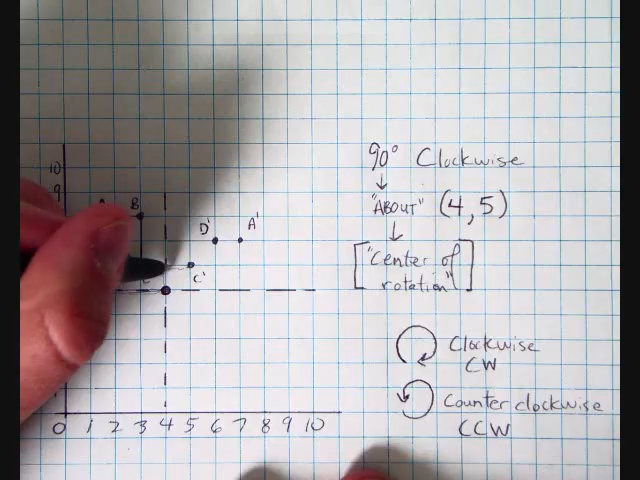 90° Clockwise
"ABOUT" (4,5)
["Center of
rotation"]
10
9
A B
D' A'
C C'
Clockwise
CW
Counter clockwise
CCW
0 1 2 3 4 5 6 7 8 9 10